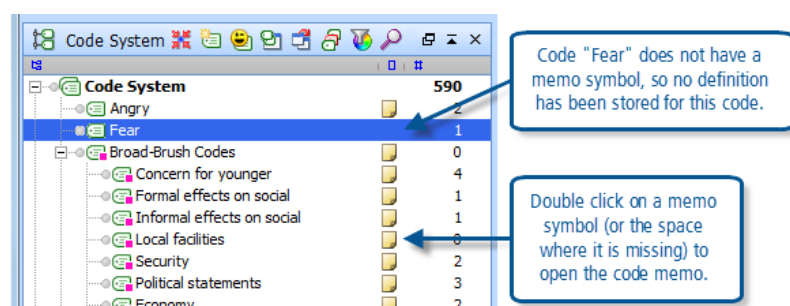 Code System
#
Code System 590
Angry 2
Fear 1
Broad-Brush Codes 0
Concern for younger 4
Formal effects on social 1
Informal effects on social 1
Local facilities 0
Security 2
Political statements 3
Economy 2
Code "Fear" does not have a
memo symbol, so no definition
has been stored for this code.
Double click on a memo
symbol (or the space
where it is missing) to
open the code memo.